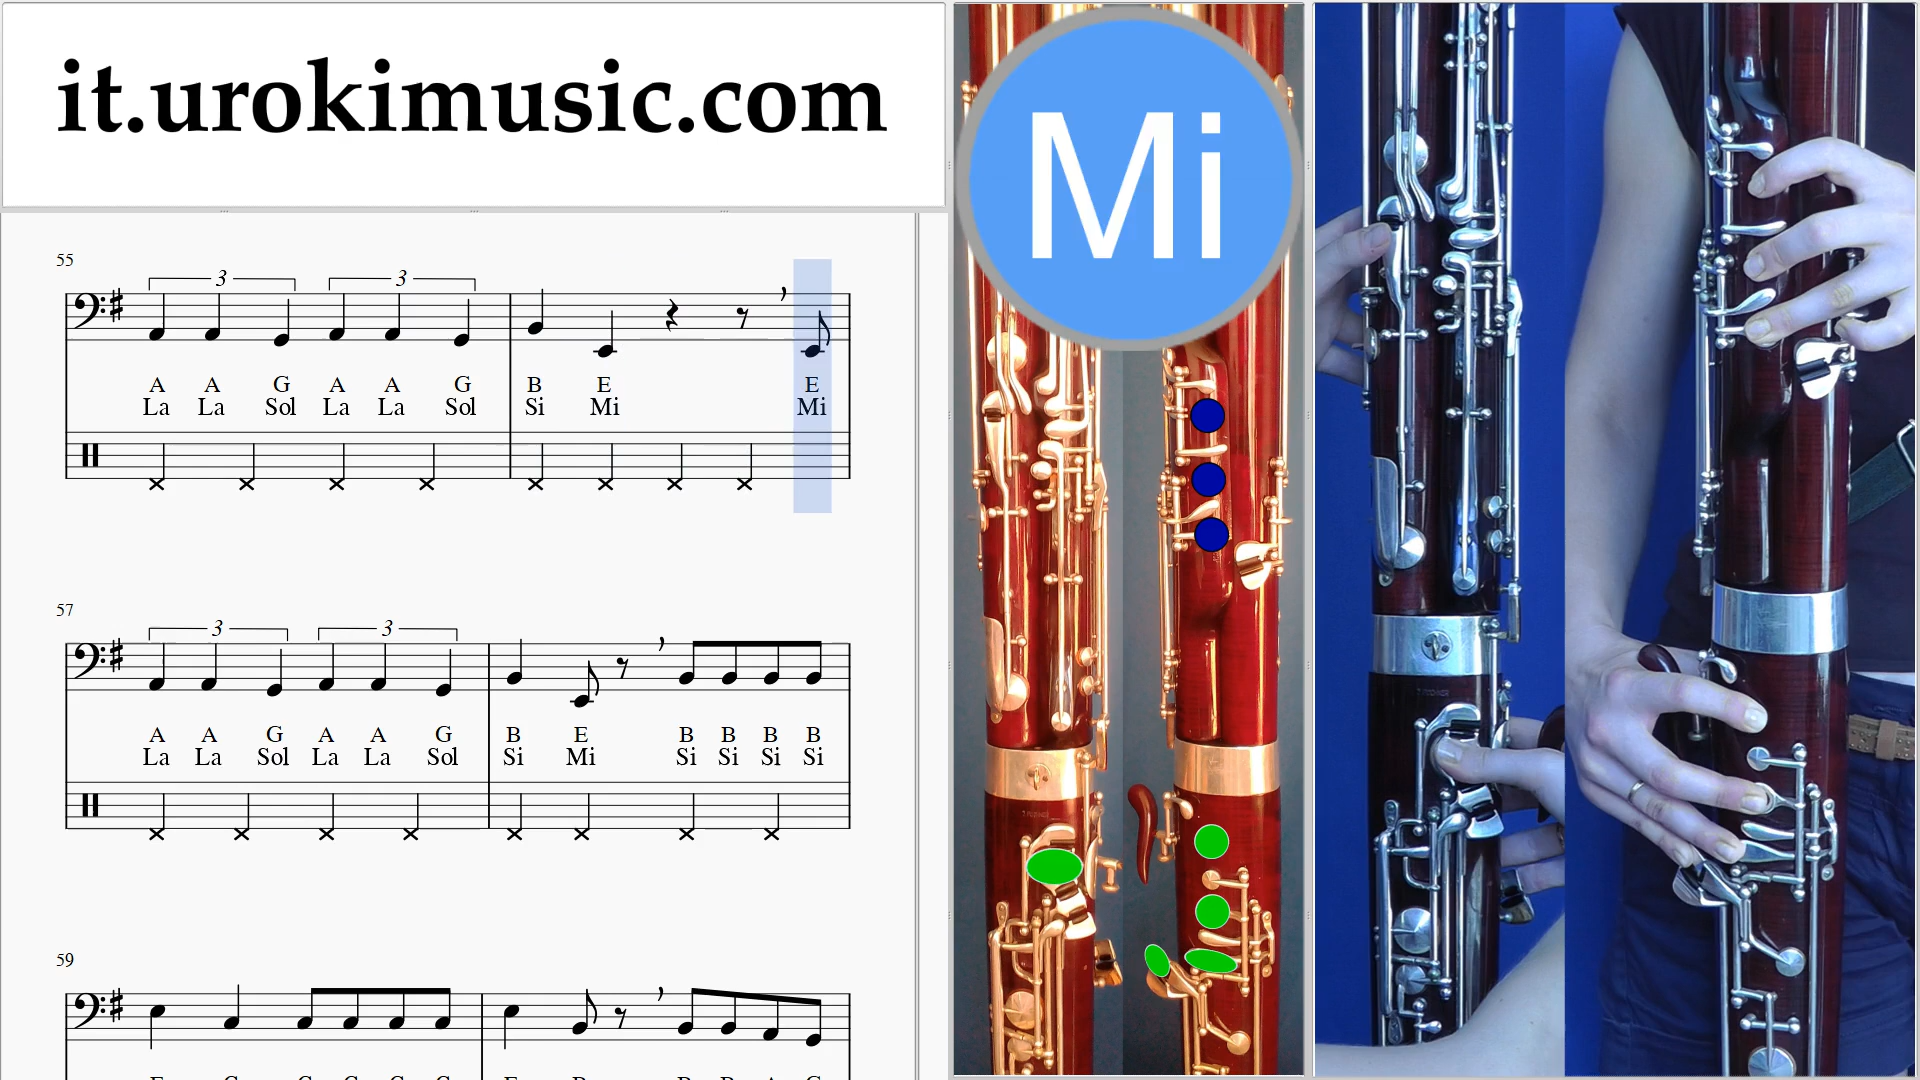 it.urokimusic.com
Mi
55
3 3
A A G A A G B E E
La La Sol La La Sol Si Mi Mi
57
3 3
A A G A A G B E B B B B
La La Sol La La Sol Si Mi Si Si Si Si
59